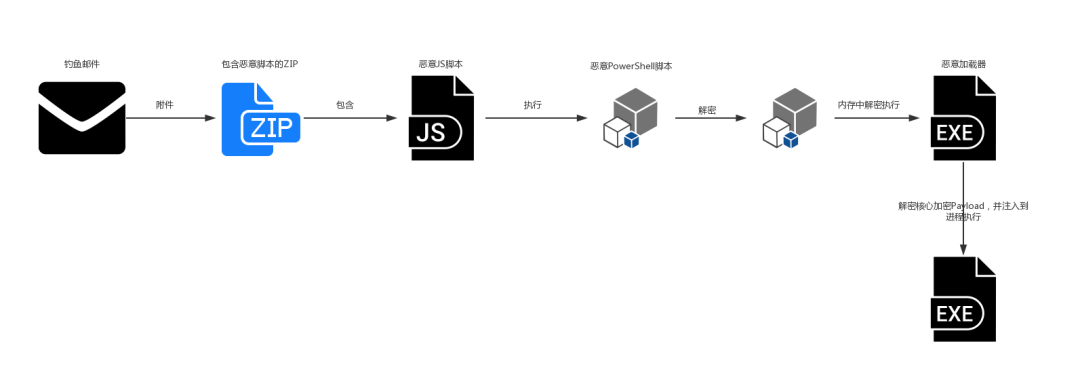 钓鱼邮件
包含恶意脚本的ZIP
恶意JS脚本
恶意PowerShell脚本
恶意加载器
附件
包含
执行
解密
内存中解密执行
ZIP
JS
EXE
解密核心加密Payload，并注入到
进程执行
EXE